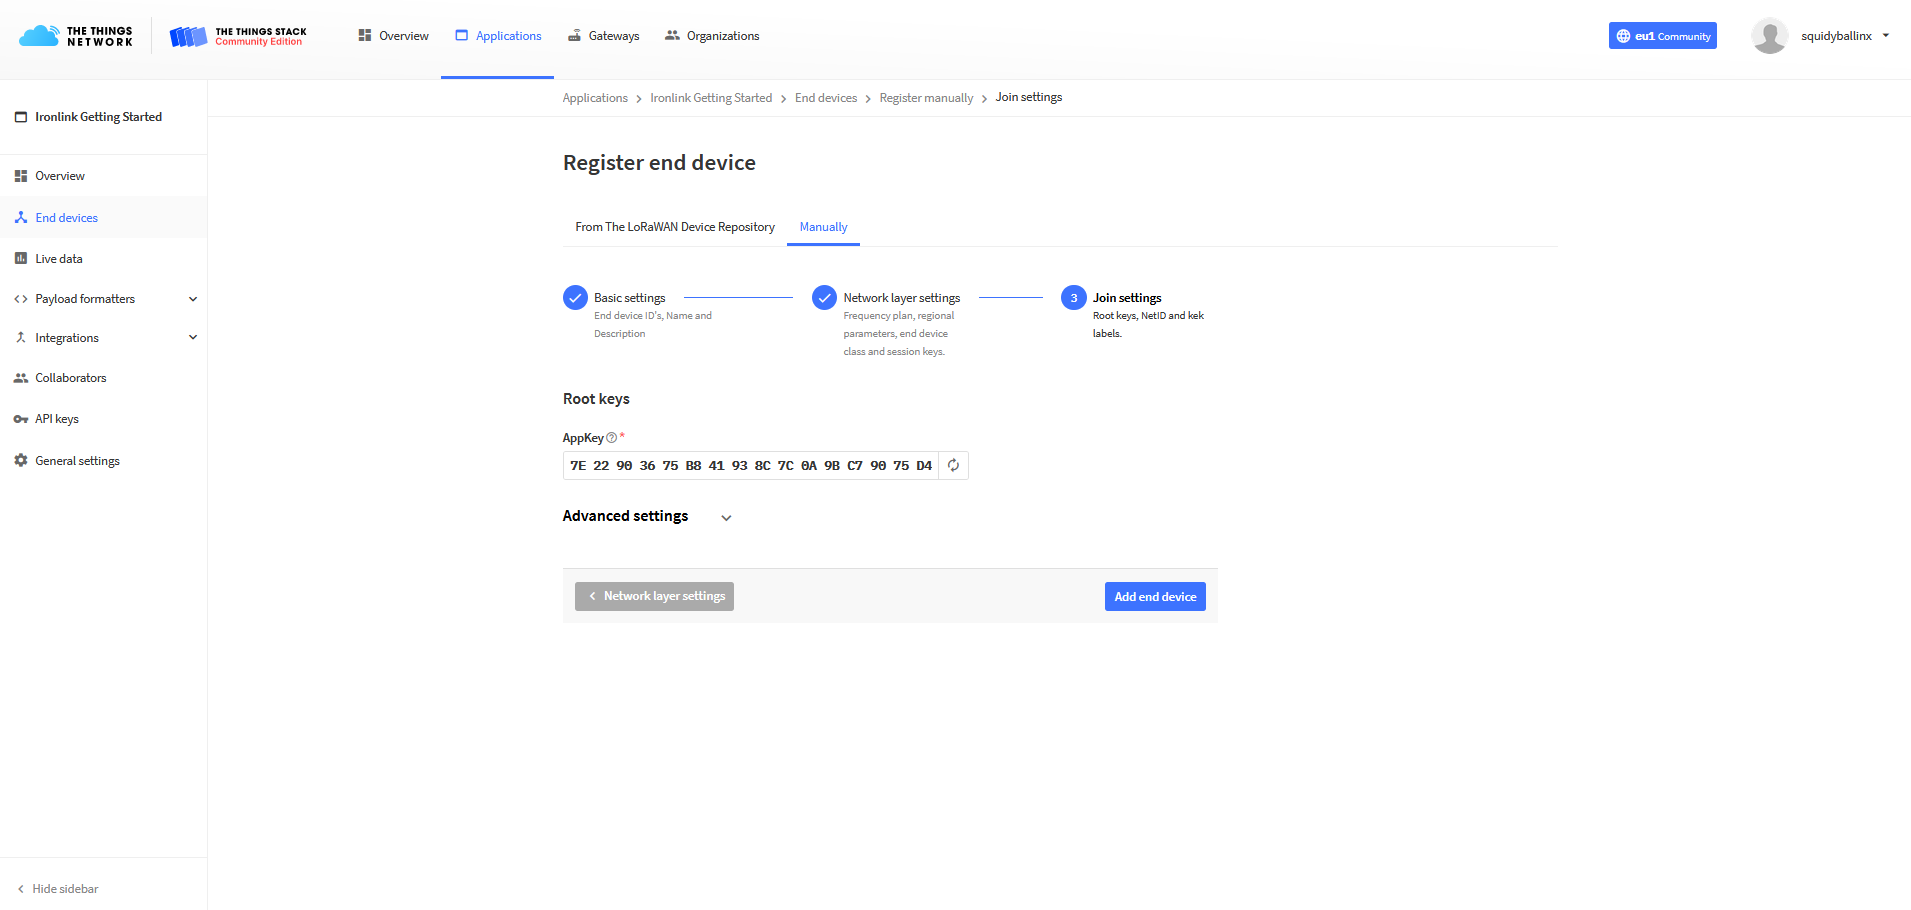 THE THINGS NETWORK
THE THINGS STACK
Community Edition
Overview
Applications
Gateways
Organizations
eu1 Community
squidyballinx
Ironlink Getting Started
Overview
End devices
Live data
Payload formatters
Integrations
Collaborators
API keys
General settings
Hide sidebar
Applications > Ironlink Getting Started > End devices > Register manually > Join settings
Register end device
From The LoRaWAN Device Repository
Manually
Basic settings
End device ID's, Name and
Description
Network layer settings
Frequency plan, regional
parameters, end device
class and session keys.
3
Join settings
Root keys, NetID and kek
labels.
Root keys
AppKey ? *
7E 22 90 36 75 B8 41 93 8C 7C 0A 9B C7 90 75 D4
Advanced settings
Network layer settings
Add end device